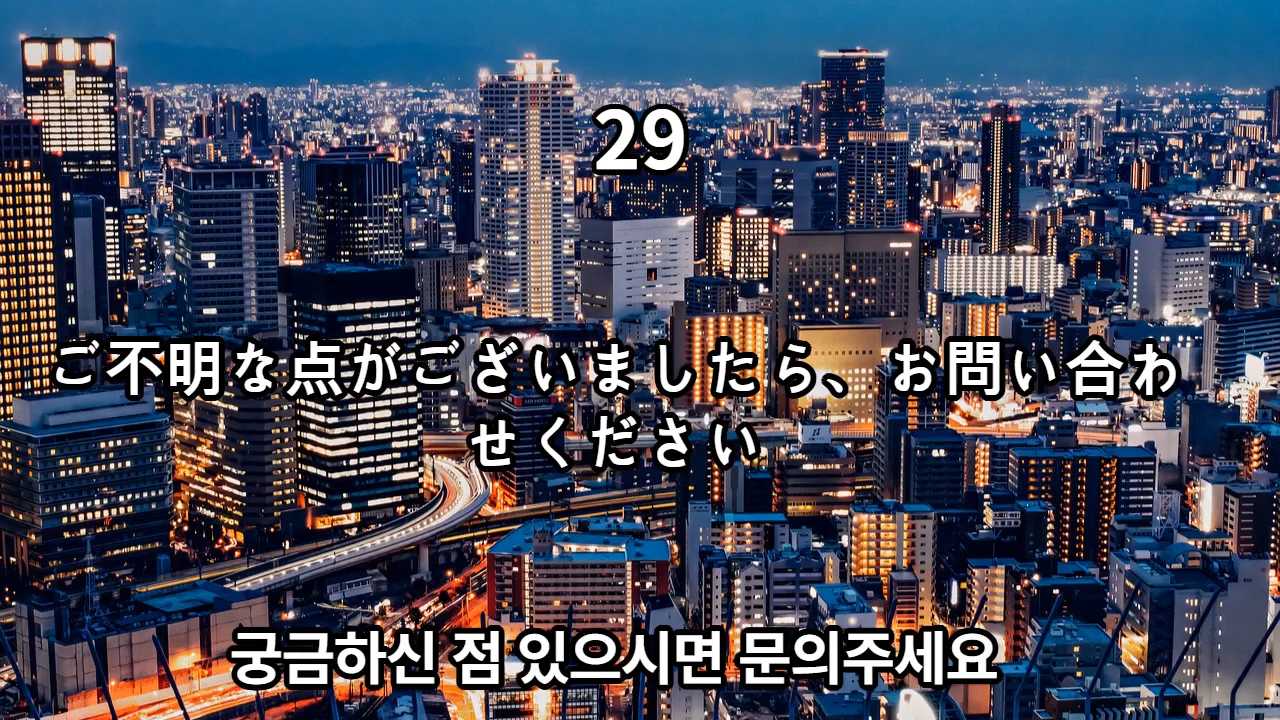 29
ご不明な点がございましたら、お問い合わ
せください
궁금하신 점 있으시면 문의주세요